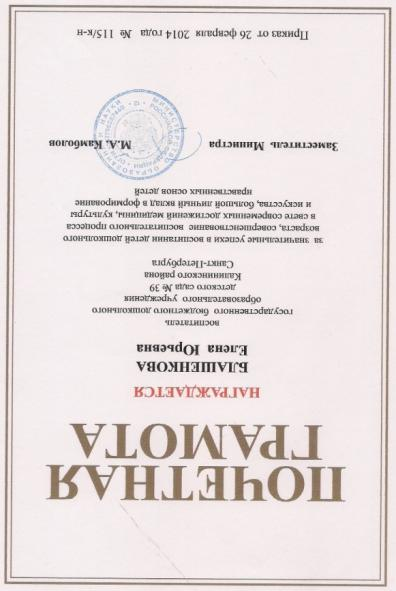 ПОЧЕТНАЯ
ГРАМОТА
НАГРАЖДАЕТСЯ
БЛАШЕНКОВА
Елена Юрьевна
воспитатель
государственного бюджетного дошкольного
образовательного учреждения
детского сада № 39
Калининского района
Санкт-Петербурга
за значительные успехи в воспитании детей дошкольного
возраста, совершенствование воспитательного процесса
в свете современных достижений медицины, культуры
и искусства, большой личный вклад в формирование
нравственных основ детей
Заместитель Министра М.А. Камболов
Приказ от 26 февраля 2014 года № 115/к-н